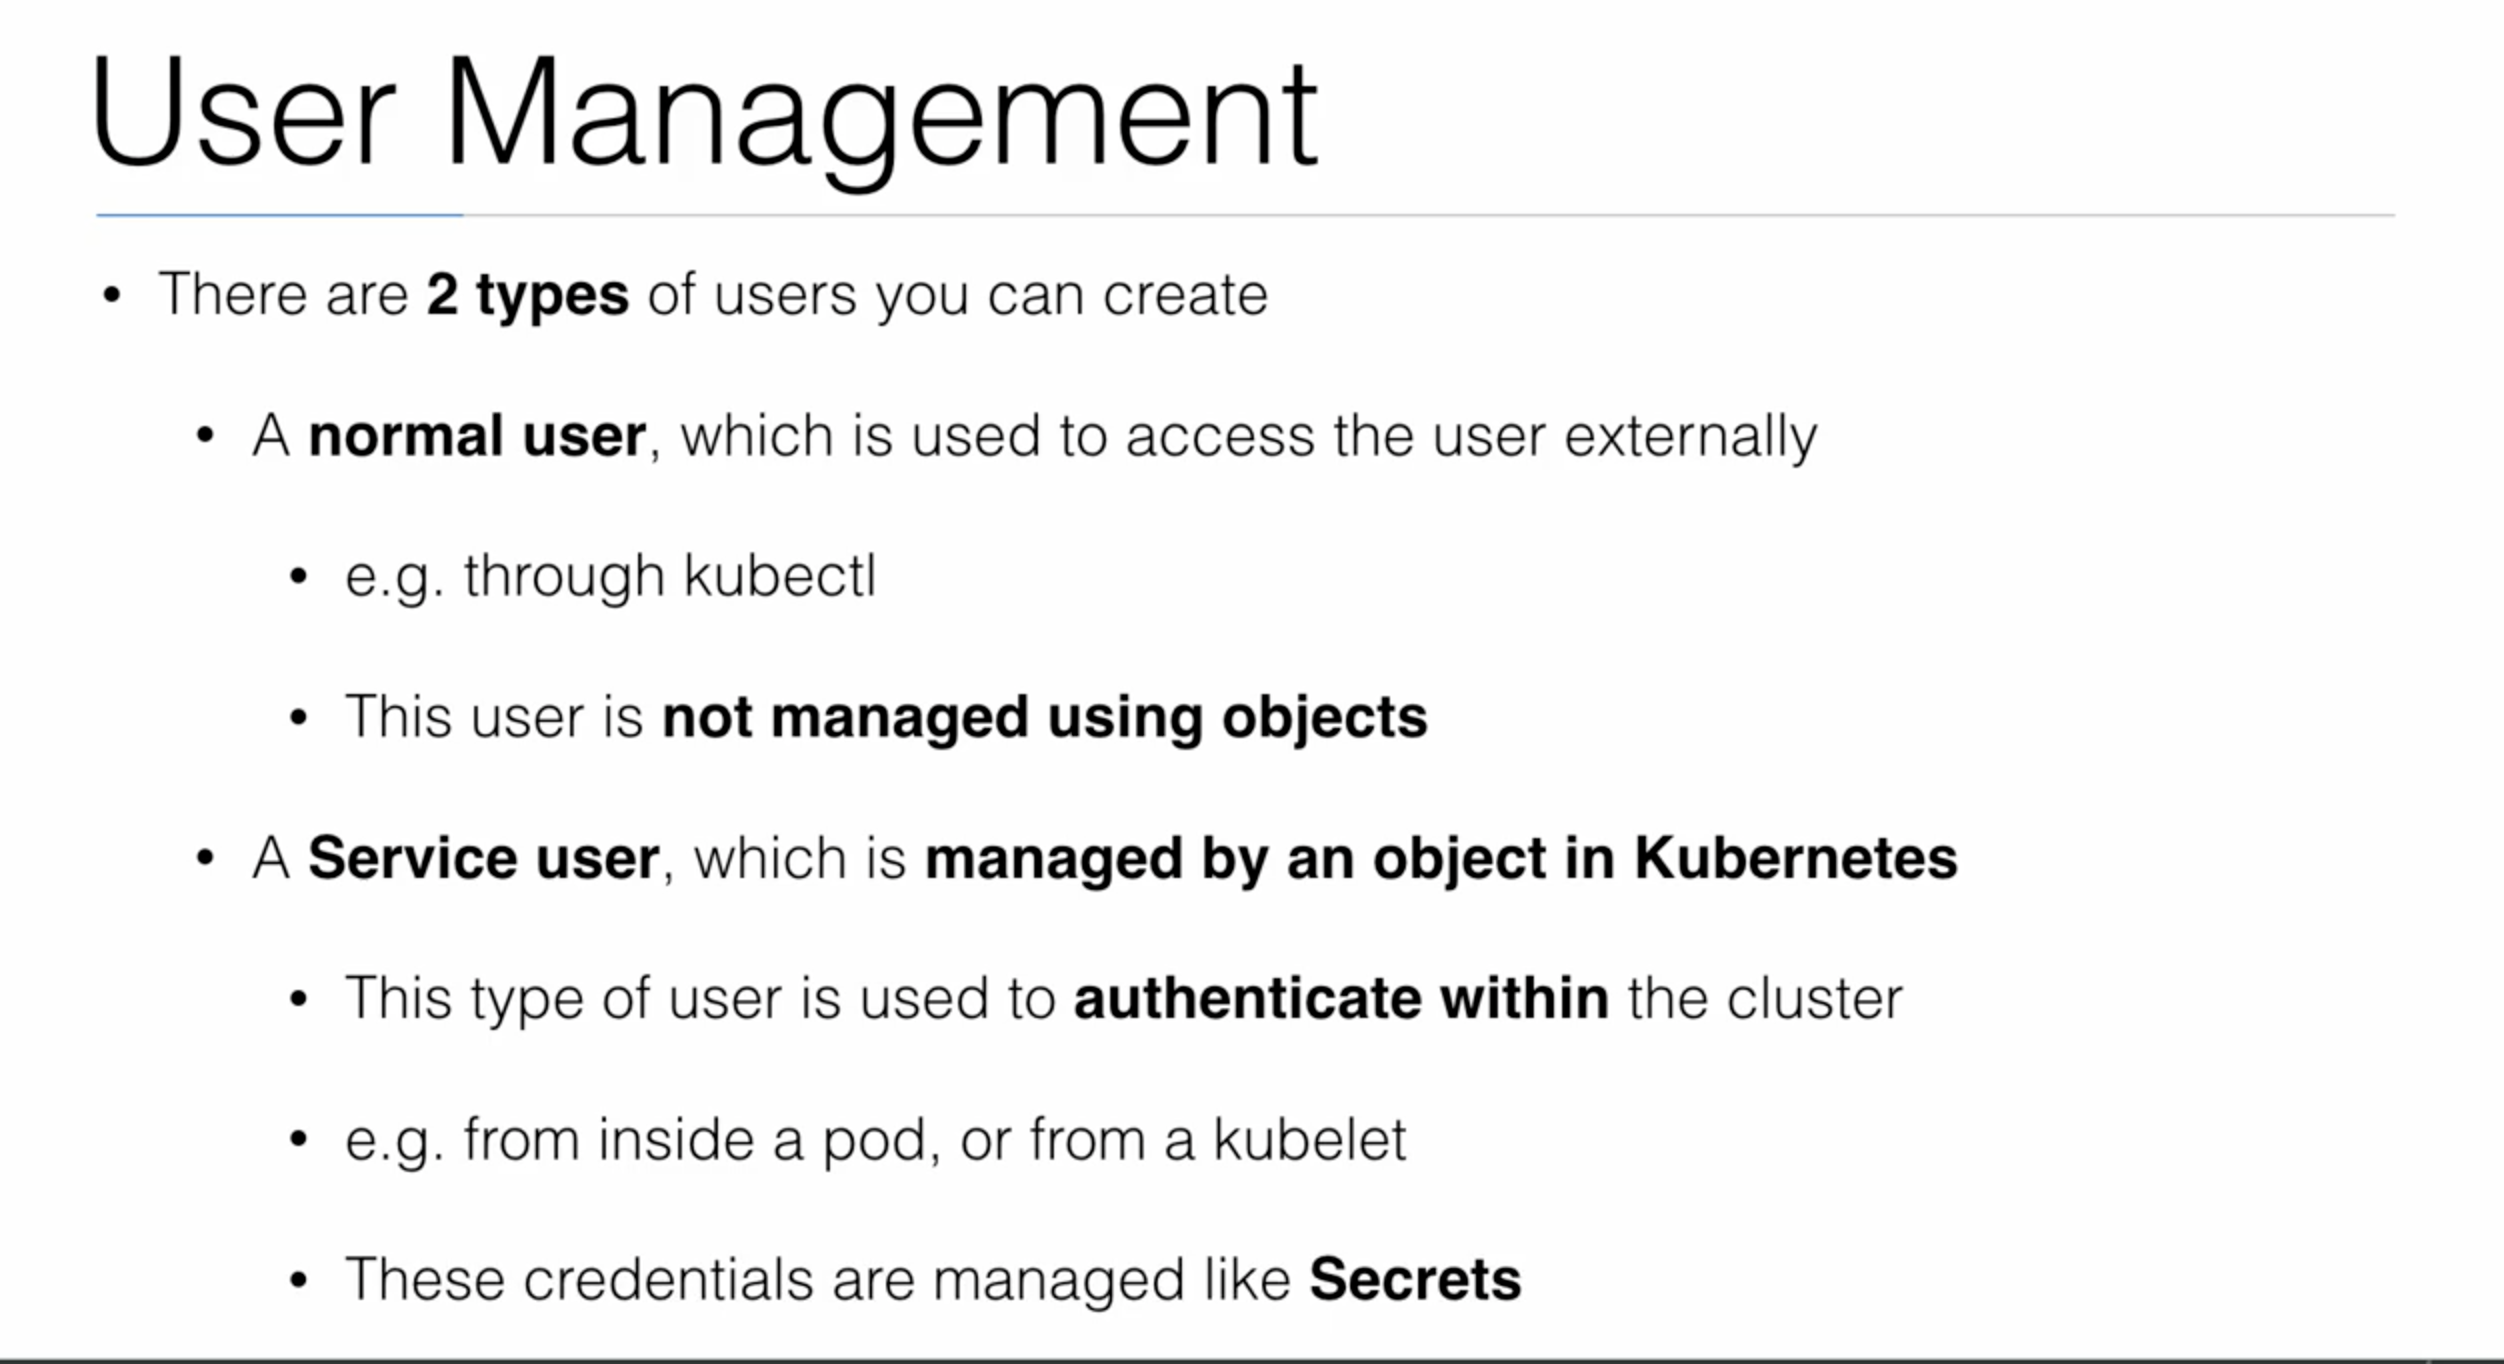 User Management
• There are 2 types of users you can create
• A normal user, which is used to access the user externally
• e.g. through kubectl
• This user is not managed using objects
• A Service user, which is managed by an object in Kubernetes
• This type of user is used to authenticate within the cluster
• e.g. from inside a pod, or from a kubelet
• These credentials are managed like Secrets